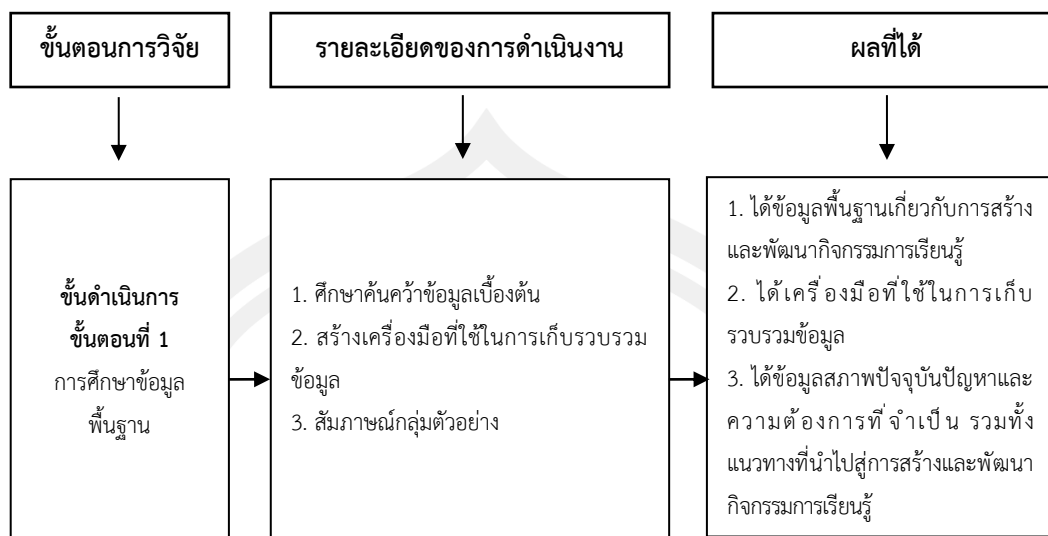 ขั้นตอนการวิจัย
รายละเอียดของการดำเนินงาน
ผลที่ได้
ขั้นดำเนินการ
ขั้นตอนที่ 1
การศึกษาข้อมูล
พื้นฐาน
1. ศึกษาค้นคว้าข้อมูลเบื้องต้น
2. สร้างเครื่องมือที่ใช้ในการเก็บรวบรวม
ข้อมูล
3. สัมภาษณ์กลุ่มตัวอย่าง
1. ได้ข้อมูลพื้นฐานเกี่ยวกับการสร้าง
และพัฒนากิจกรรมการเรียนรู้
2. ได้เครื่องมือที่ใช้ในการเก็บ
รวบรวมข้อมูล
3. ได้ข้อมูลสภาพปัจจุบันปัญหาและ
ความต้องการที่จำเป็น รวมทั้ง
แนวทางที่นำไปสู่การสร้างและพัฒนา
กิจกรรมการเรียนรู้